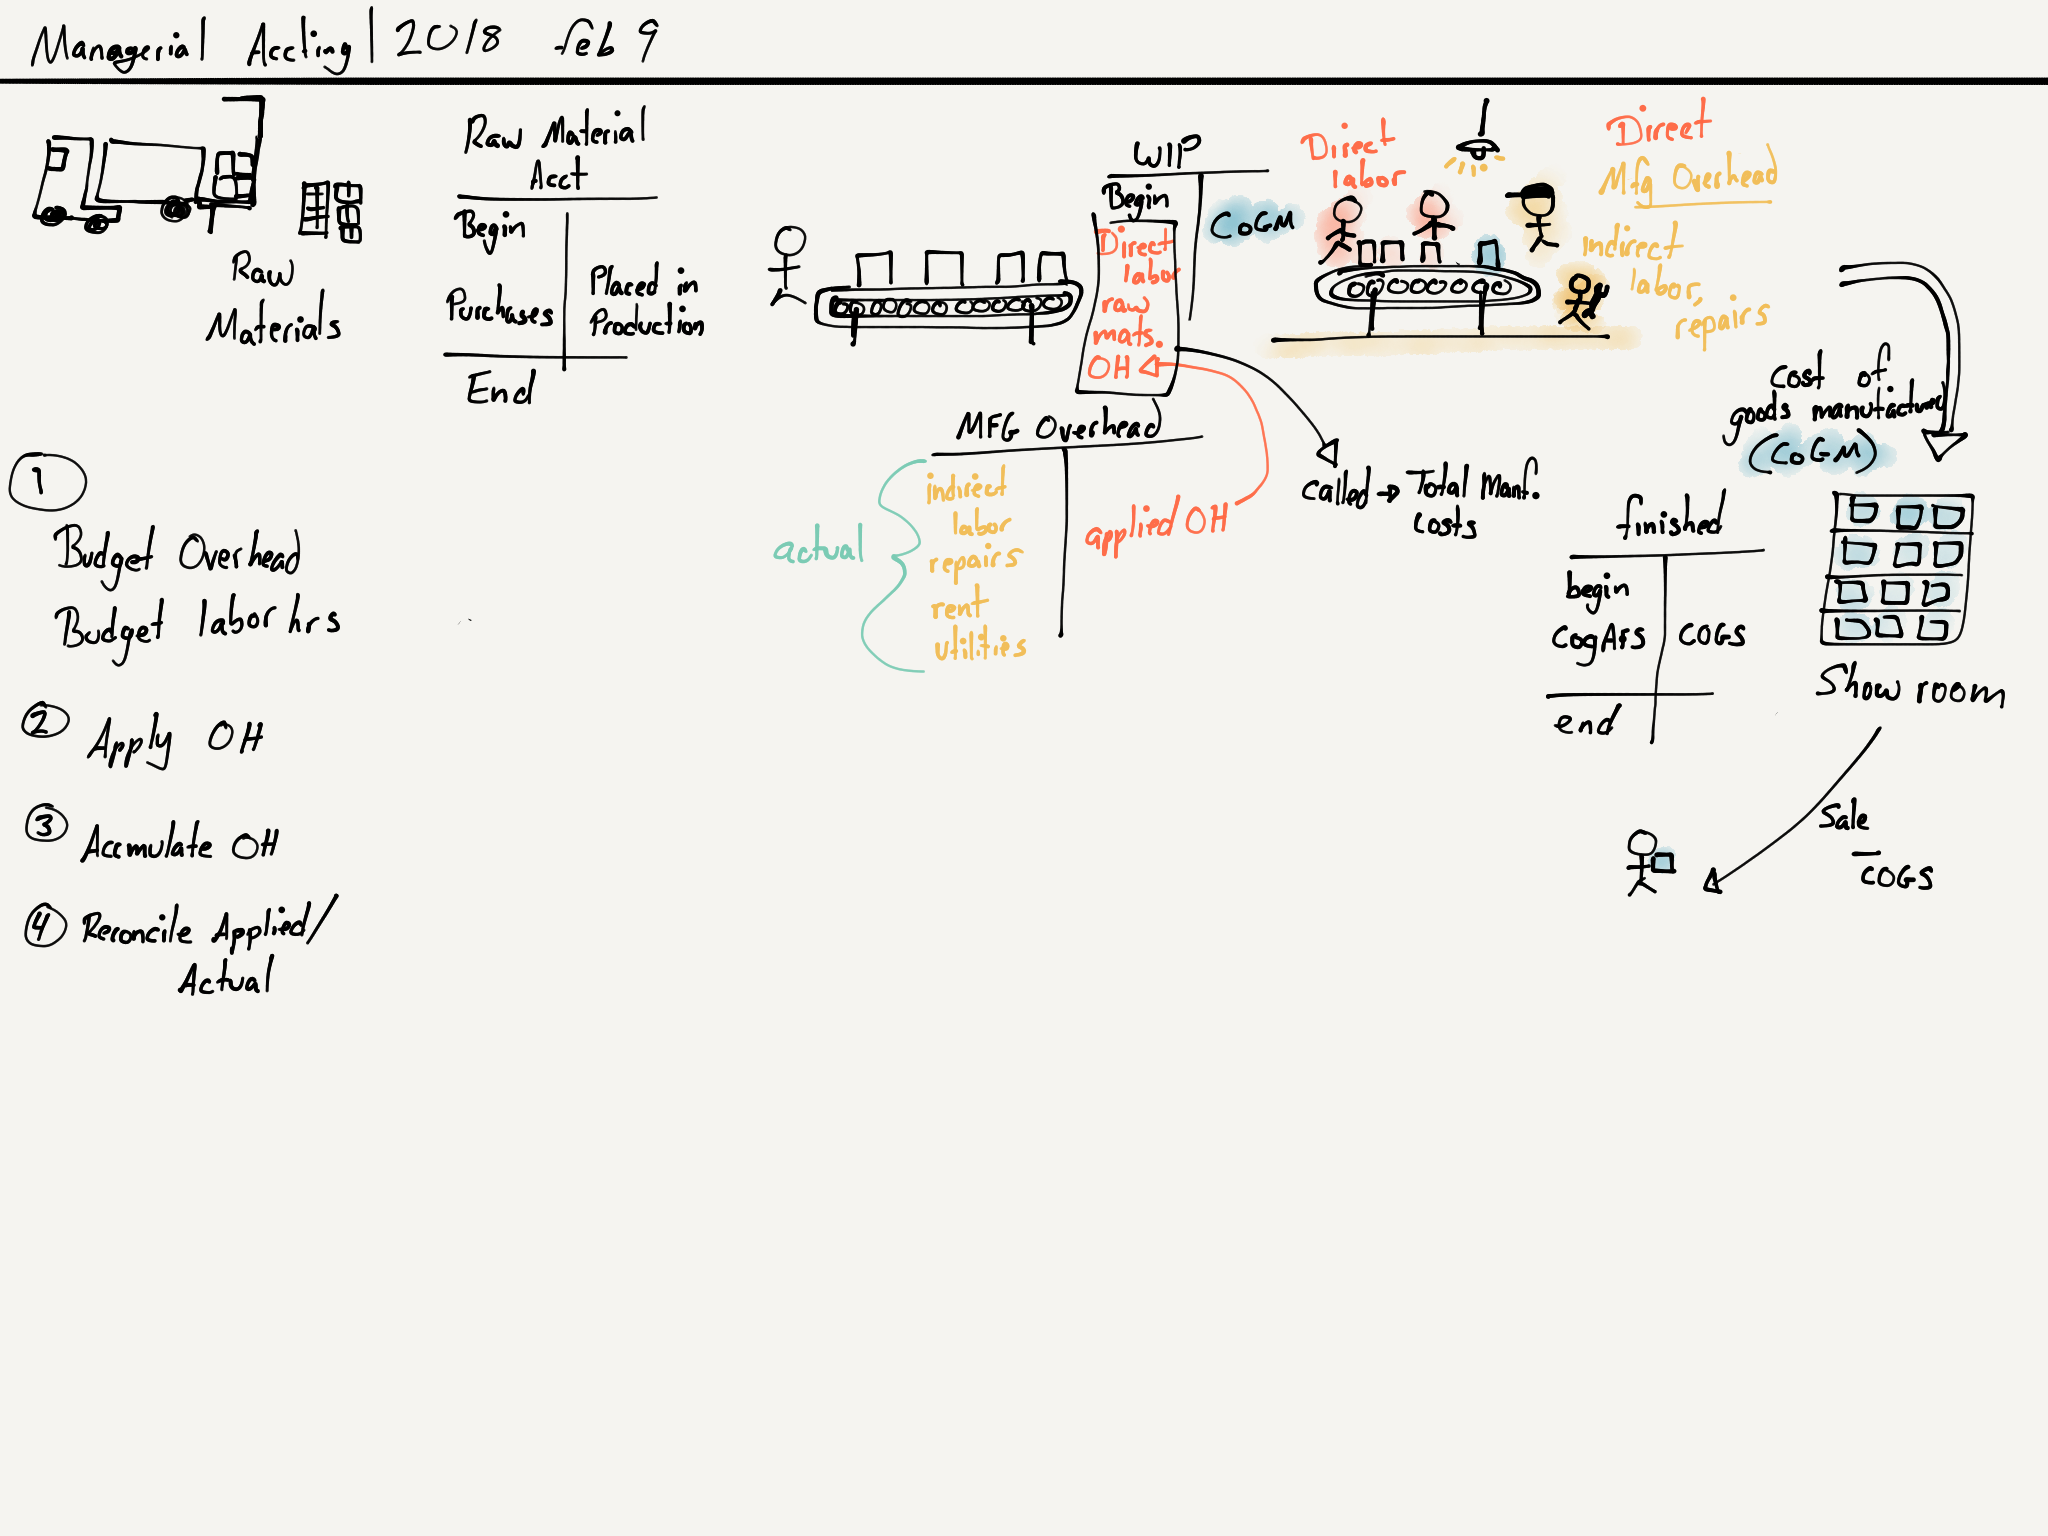 Managerial Accting | 2018 feb 9
Raw
Materials
Raw Material
Acct
Begin
Purchases
Placed in
Production
End
WIP
Begin
Direct
labor
raw
mats.
OH
CoGM
Direct
labor
Direct
Mfg Overhead
indirect
labor,
repairs
MFG Overhead
actual
indirect
labor
repairs
rent
utilities
applied OH
Called → Total Manf.
costs
Cost of
goods manufactured
(CoGM)
finished
begin
CogAfs
COGS
end
Show room
Sale
COGS
1
Budget Overhead
Budget labor hrs
2 Apply OH
3 Accmulate OH
4 Reconcile Applied/
Actual